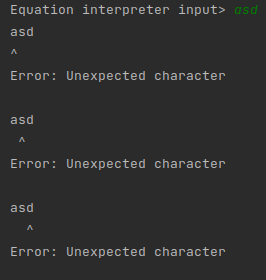 Equation interpreter input> asd
asd
^
Error: Unexpected character
asd
 ^
Error: Unexpected character
asd
  ^
Error: Unexpected character